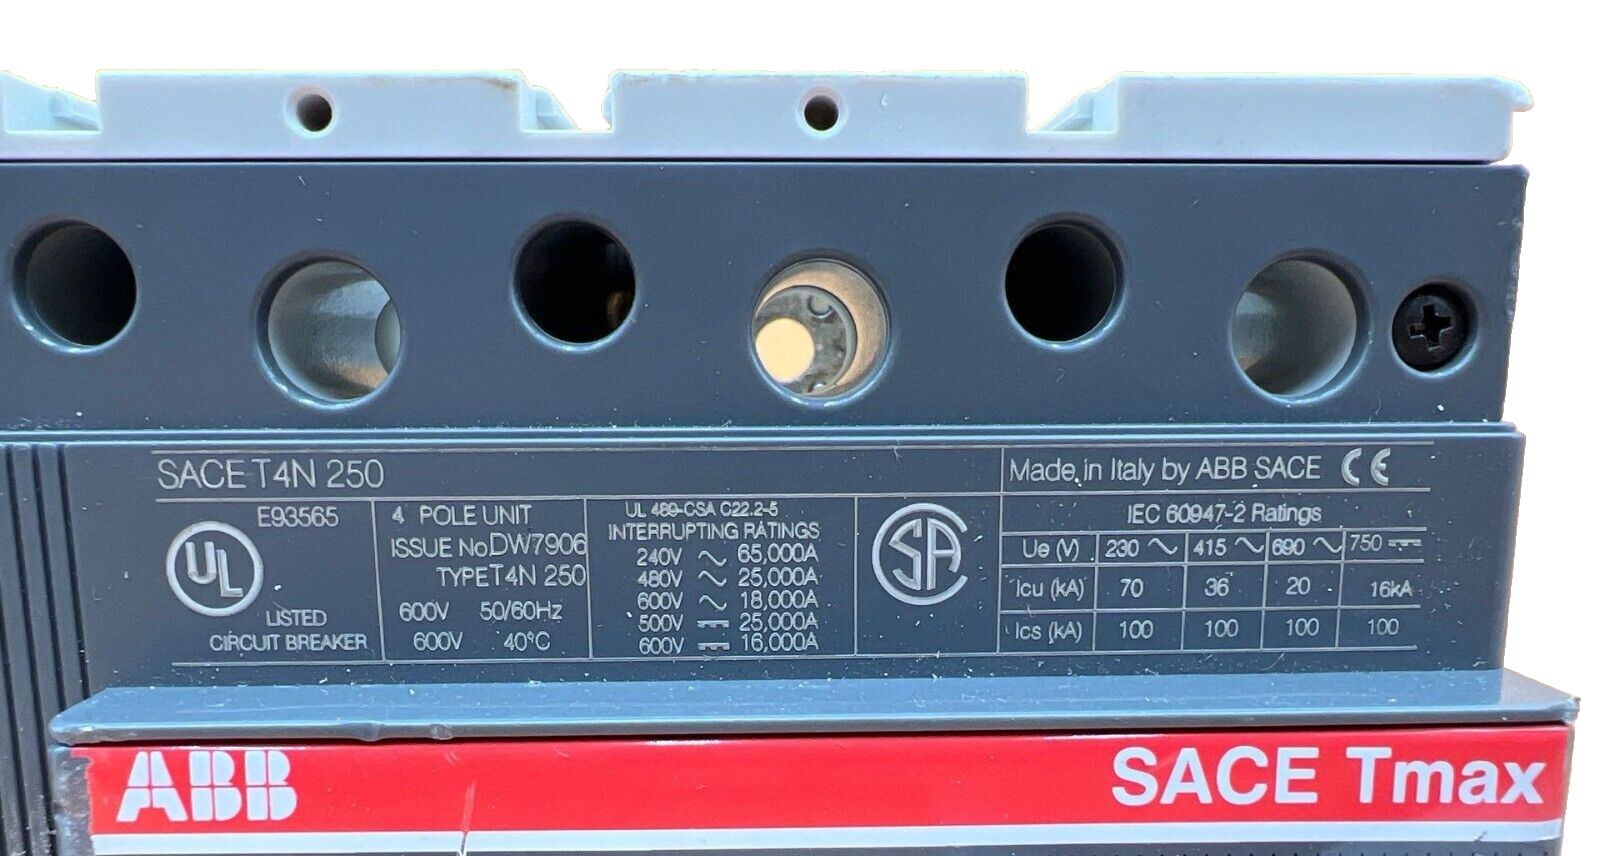 SACE T4N 250
E93565
UL
LISTED
CIRCUIT BREAKER
4 POLE UNIT
ISSUE No DW7906
TYPE T4N 250
600V 50/60Hz
600V 40°C
UL 489-CSA C22.2-5
INTERRUPTING RATINGS
240V ~ 65,000A
480V ~ 25,000A
600V ~ 18,000A
500V ⎓ 25,000A
600V ⎓ 16,000A
SA
Made in Italy by ABB SACE CE
IEC 60947-2 Ratings
Ue (V) 230 ~ 415 ~ 690 ~ 750 ⎓
Icu (kA) 70 36 20 16kA
Ics (kA) 100 100 100 100
ABB
SACE Tmax